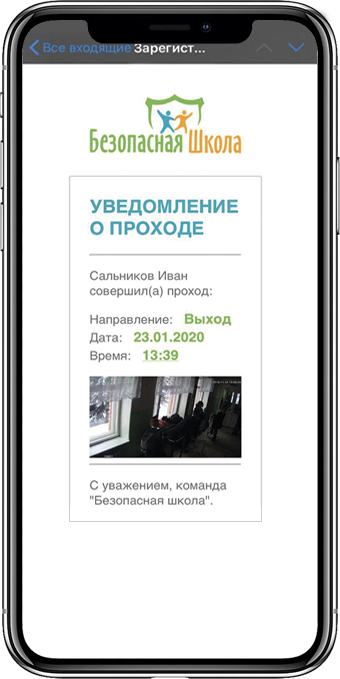 Все входящие Зарегист...
Безопасная Школа
УВЕДОМЛЕНИЕ
О ПРОХОДЕ
Сальников Иван
совершил(а) проход:
Направление: Выход
Дата: 23.01.2020
Время: 13:39
С уважением, команда
"Безопасная школа".